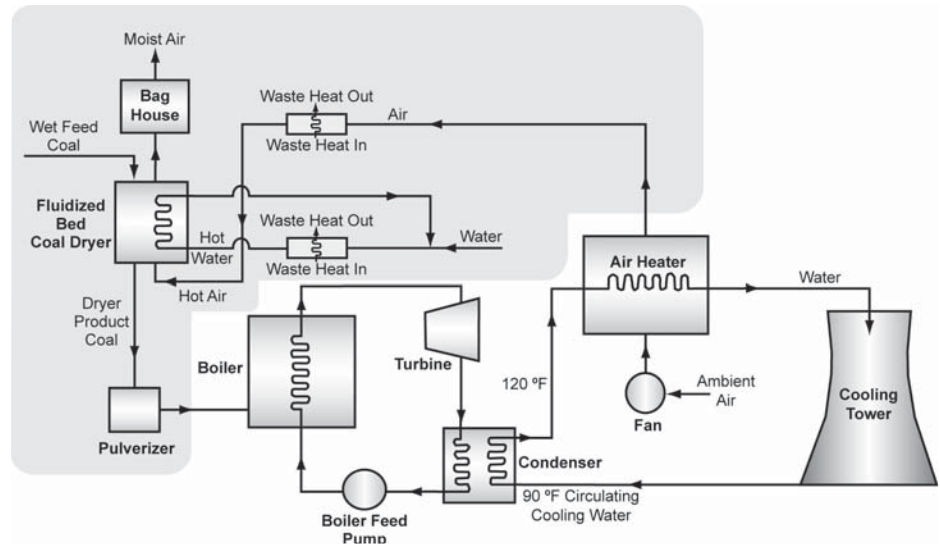 Moist Air
Bag
House
Wet Feed
Coal
Fluidized
Bed
Coal Dryer
Waste Heat Out
Air
Waste Heat In
Waste Heat Out
Hot
Water
Waste Heat In
Water
Hot Air
Dryer
Product
Coal
Pulverizer
Boiler
Turbine
120 ºF
Air Heater
Water
Ambient
Air
Fan
Cooling
Tower
Condenser
90 ºF Circulating
Cooling Water
Boiler Feed
Pump